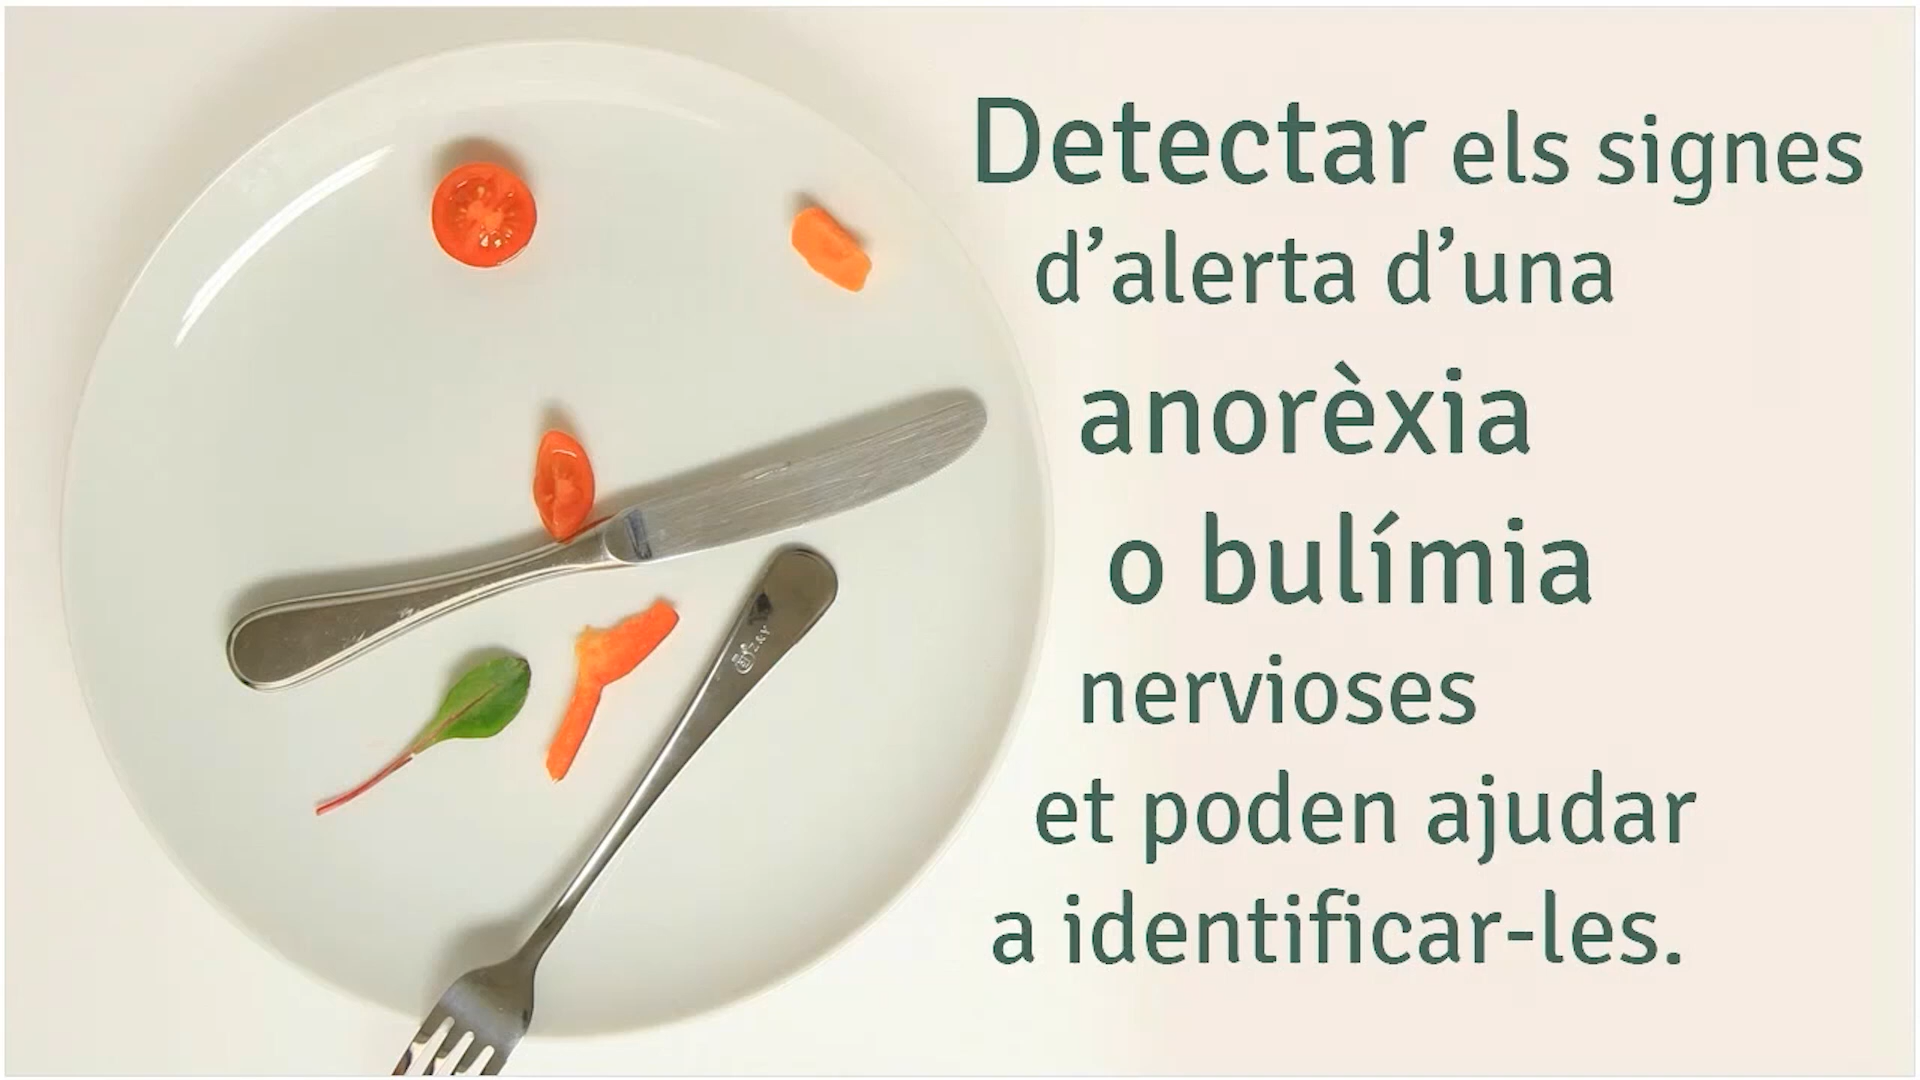 Detectar els signes
d’alerta d’una
anorèxia
o bulímia
nervioses
et poden ajudar
a identificar-les.